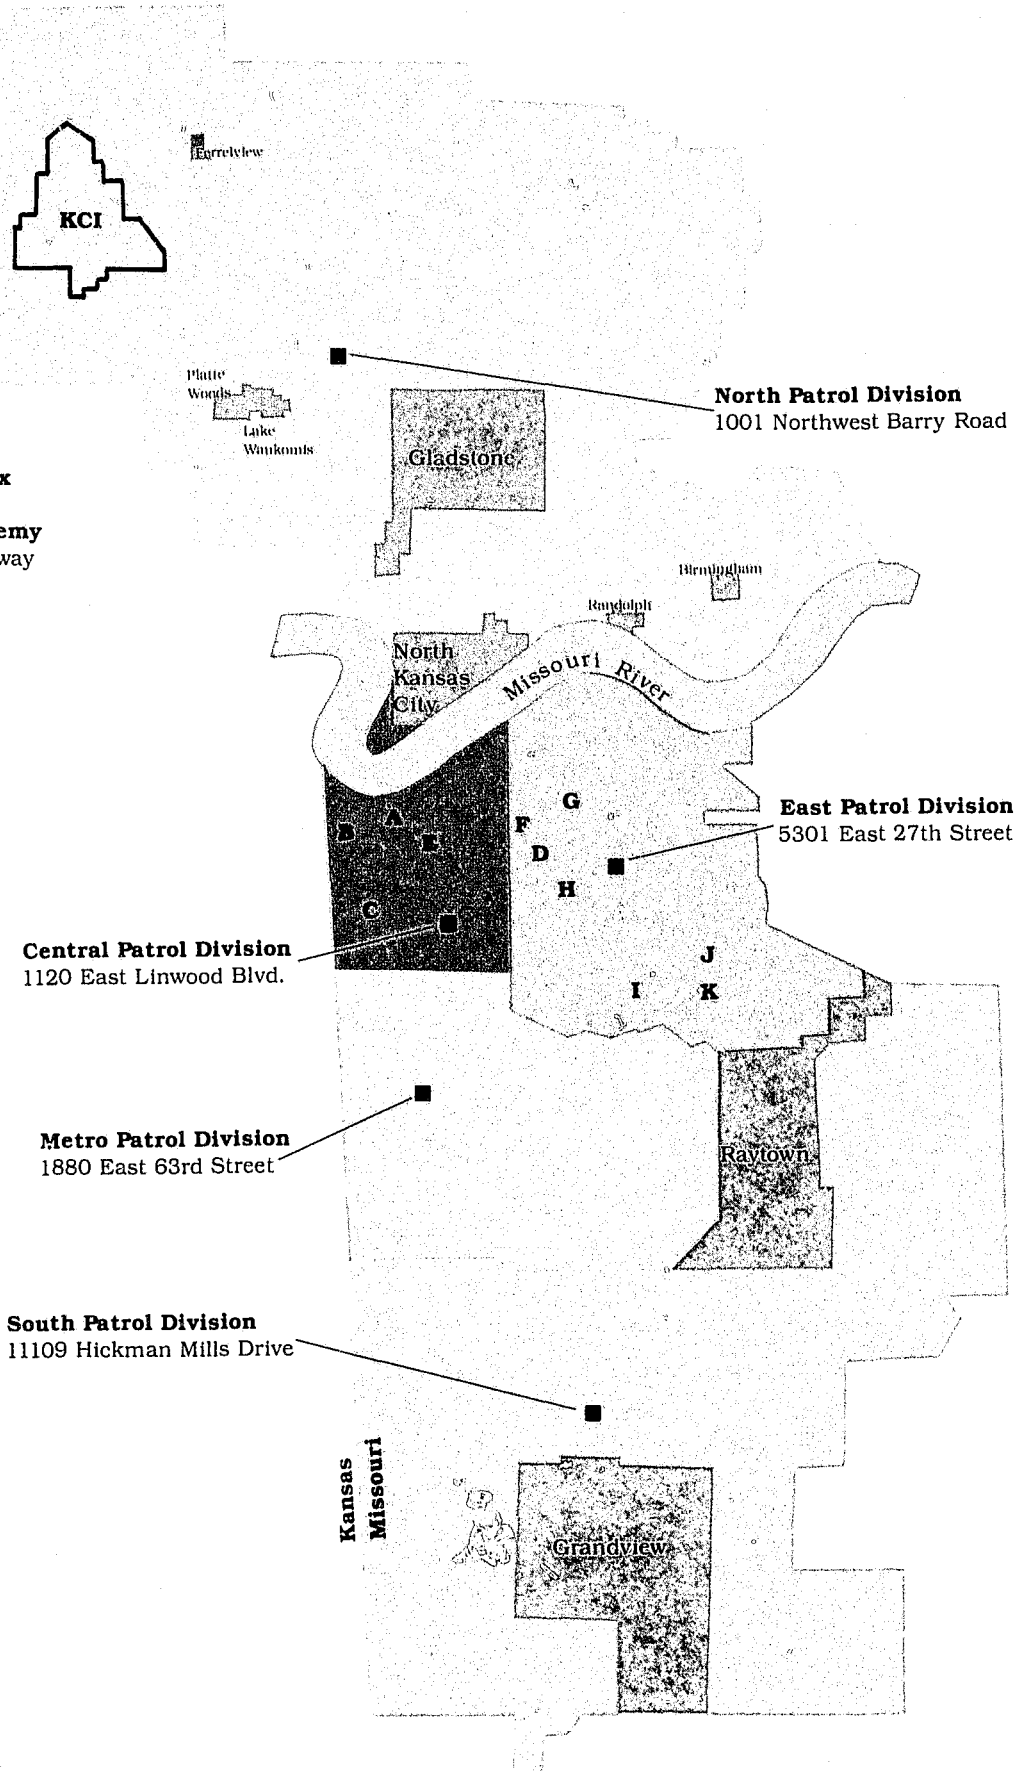 Ferrelview
KCI
Platte
Woods
Lake
Waukomis
North Patrol Division
1001 Northwest Barry Road
Gladstone
x
emy
way
Birmingham
Randolph
North
Kansas
City
Missouri River
G
A
F
B
E
D
H
East Patrol Division
5301 East 27th Street
C
Central Patrol Division
1120 East Linwood Blvd.
J
I
K
Metro Patrol Division
1880 East 63rd Street
Raytown
South Patrol Division
11109 Hickman Mills Drive
Kansas
Missouri
Grandview